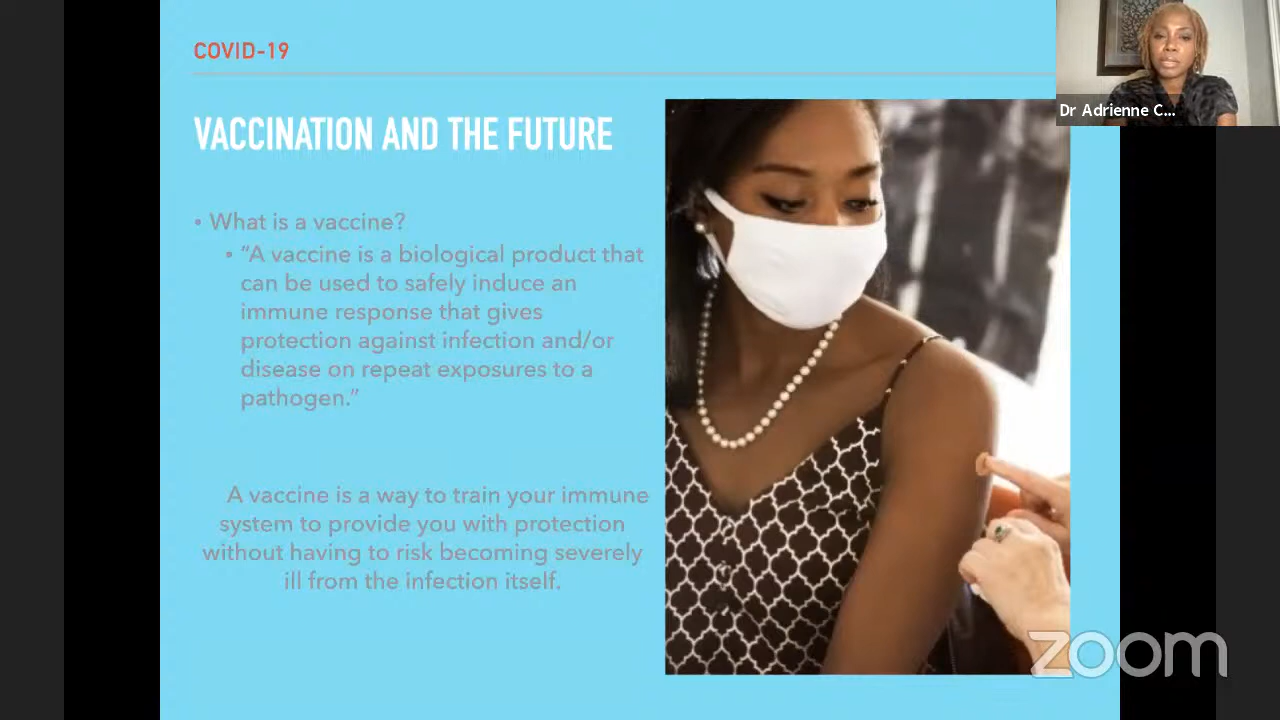 COVID-19
Dr Adrienne C...
VACCINATION AND THE FUTURE
• What is a vaccine?
• “A vaccine is a biological product that
can be used to safely induce an
immune response that gives
protection against infection and/or
disease on repeat exposures to a
pathogen.”
A vaccine is a way to train your immune
system to provide you with protection
without having to risk becoming severely
ill from the infection itself.
zoom